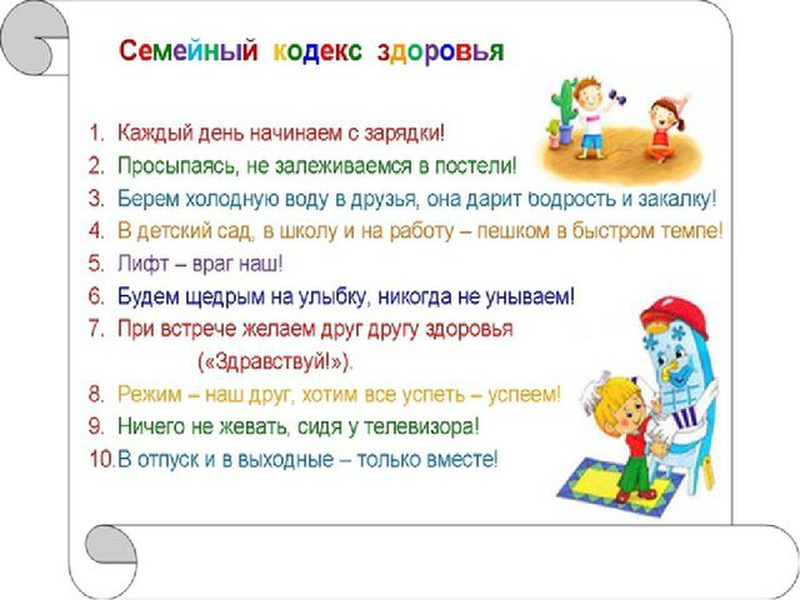 Семейный кодекс здоровья
1. Каждый день начинаем с зарядки!
2. Просыпаясь, не залеживаемся в постели!
3. Берем холодную воду в друзья, она дарит бодрость и закалку!
4. В детский сад, в школу и на работу – пешком в быстром темпе!
5. Лифт – враг наш!
6. Будем щедрым на улыбку, никогда не унываем!
7. При встрече желаем друг другу здоровья
(«Здравствуй!»).
8. Режим – наш друг, хотим все успеть – успеем!
9. Ничего не жевать, сидя у телевизора!
10. В отпуск и в выходные – только вместе!